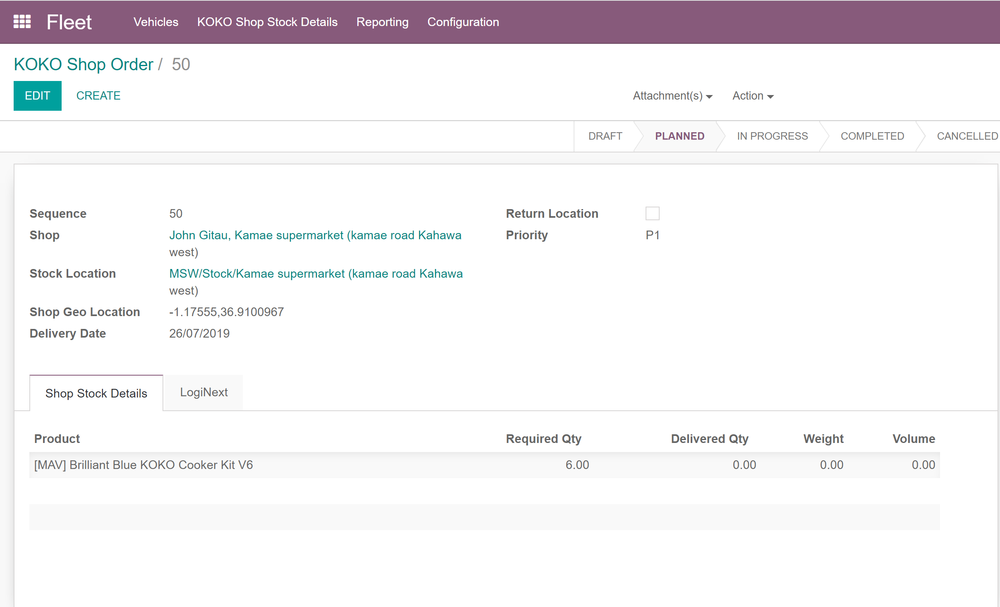 Fleet Vehicles KOKO Shop Stock Details Reporting Configuration
KOKO Shop Order / 50
EDIT CREATE Attachment(s) Action
DRAFT PLANNED IN PROGRESS COMPLETED CANCELLED
Sequence 50 Return Location
Shop John Gitau, Kamae supermarket (kamae road Kahawa Priority P1
west)
Stock Location MSW/Stock/Kamae supermarket (kamae road Kahawa
west)
Shop Geo Location -1.17555,36.9100967
Delivery Date 26/07/2019
Shop Stock Details LogiNext
Product Required Qty Delivered Qty Weight Volume
[MAV] Brilliant Blue KOKO Cooker Kit V6 6.00 0.00 0.00 0.00